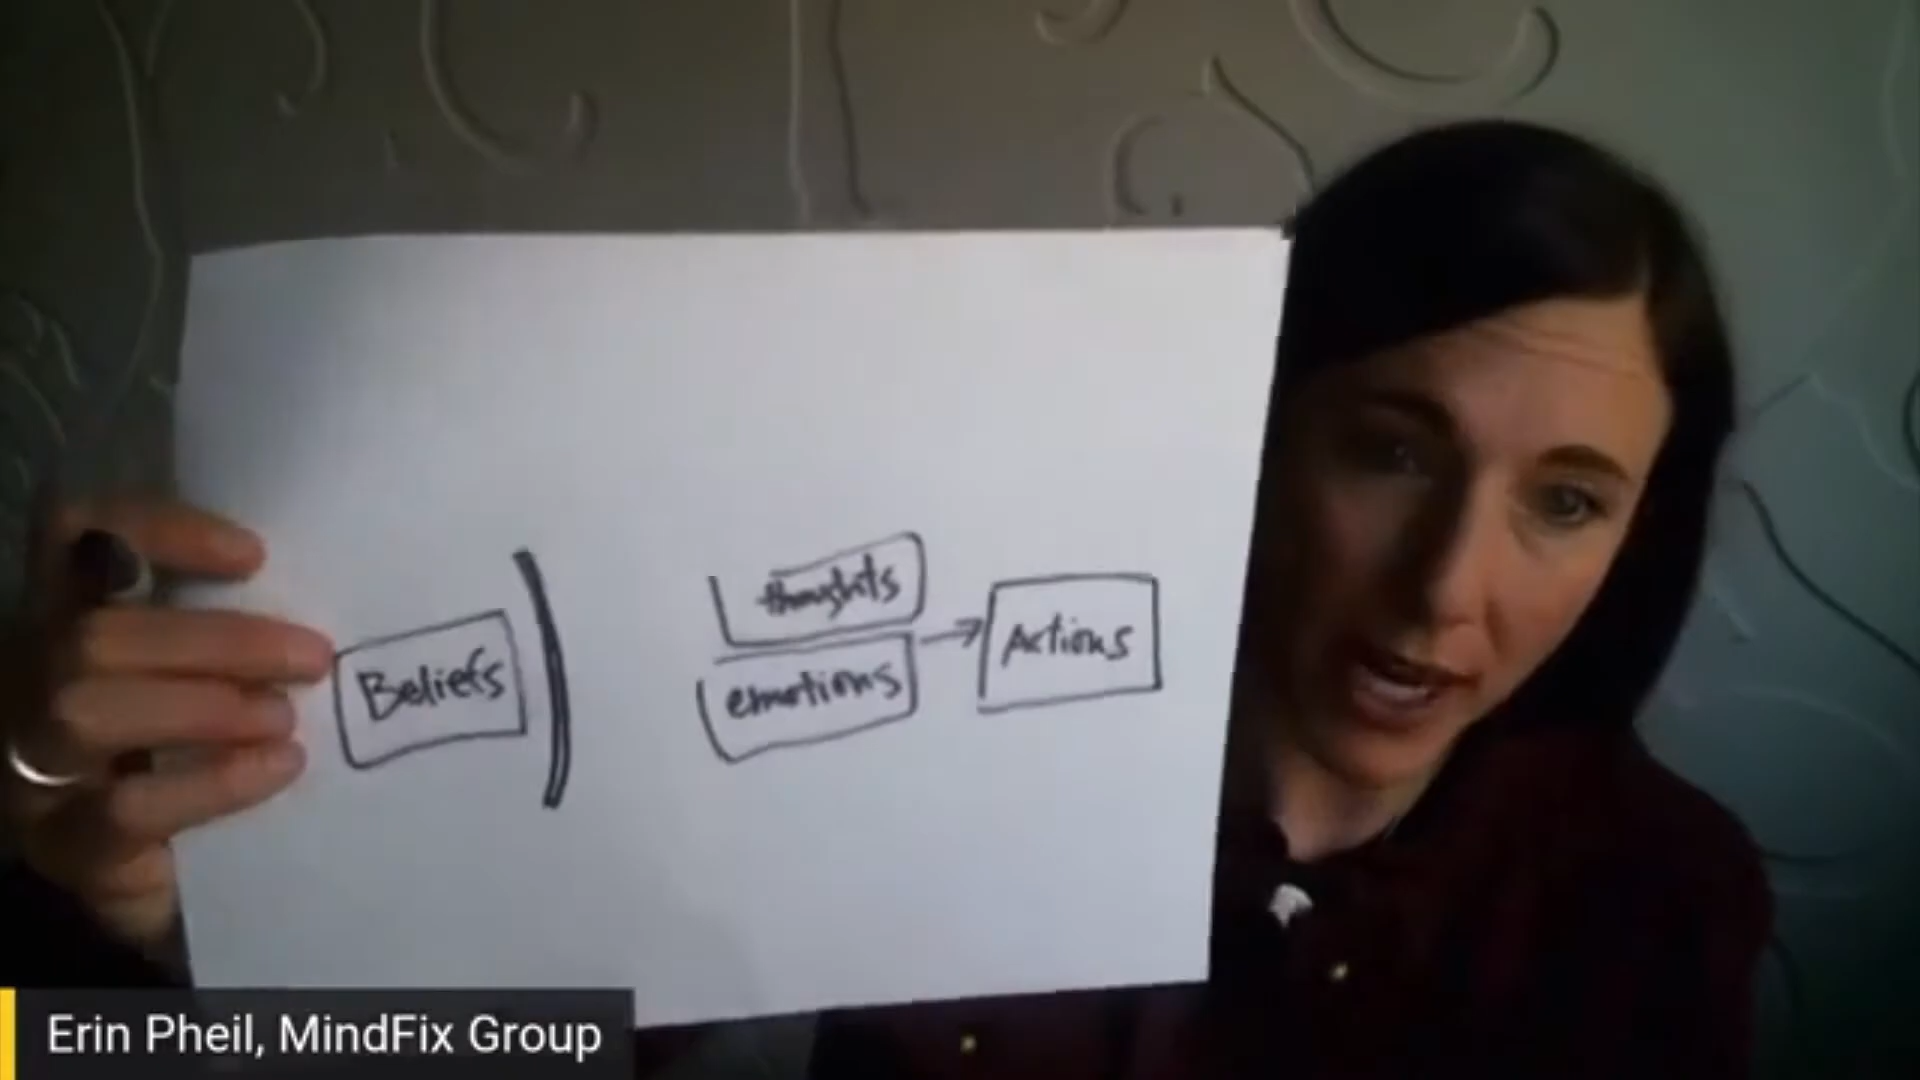 thoughts
Beliefs
emotions
Actions
Erin Pheil, MindFix Group